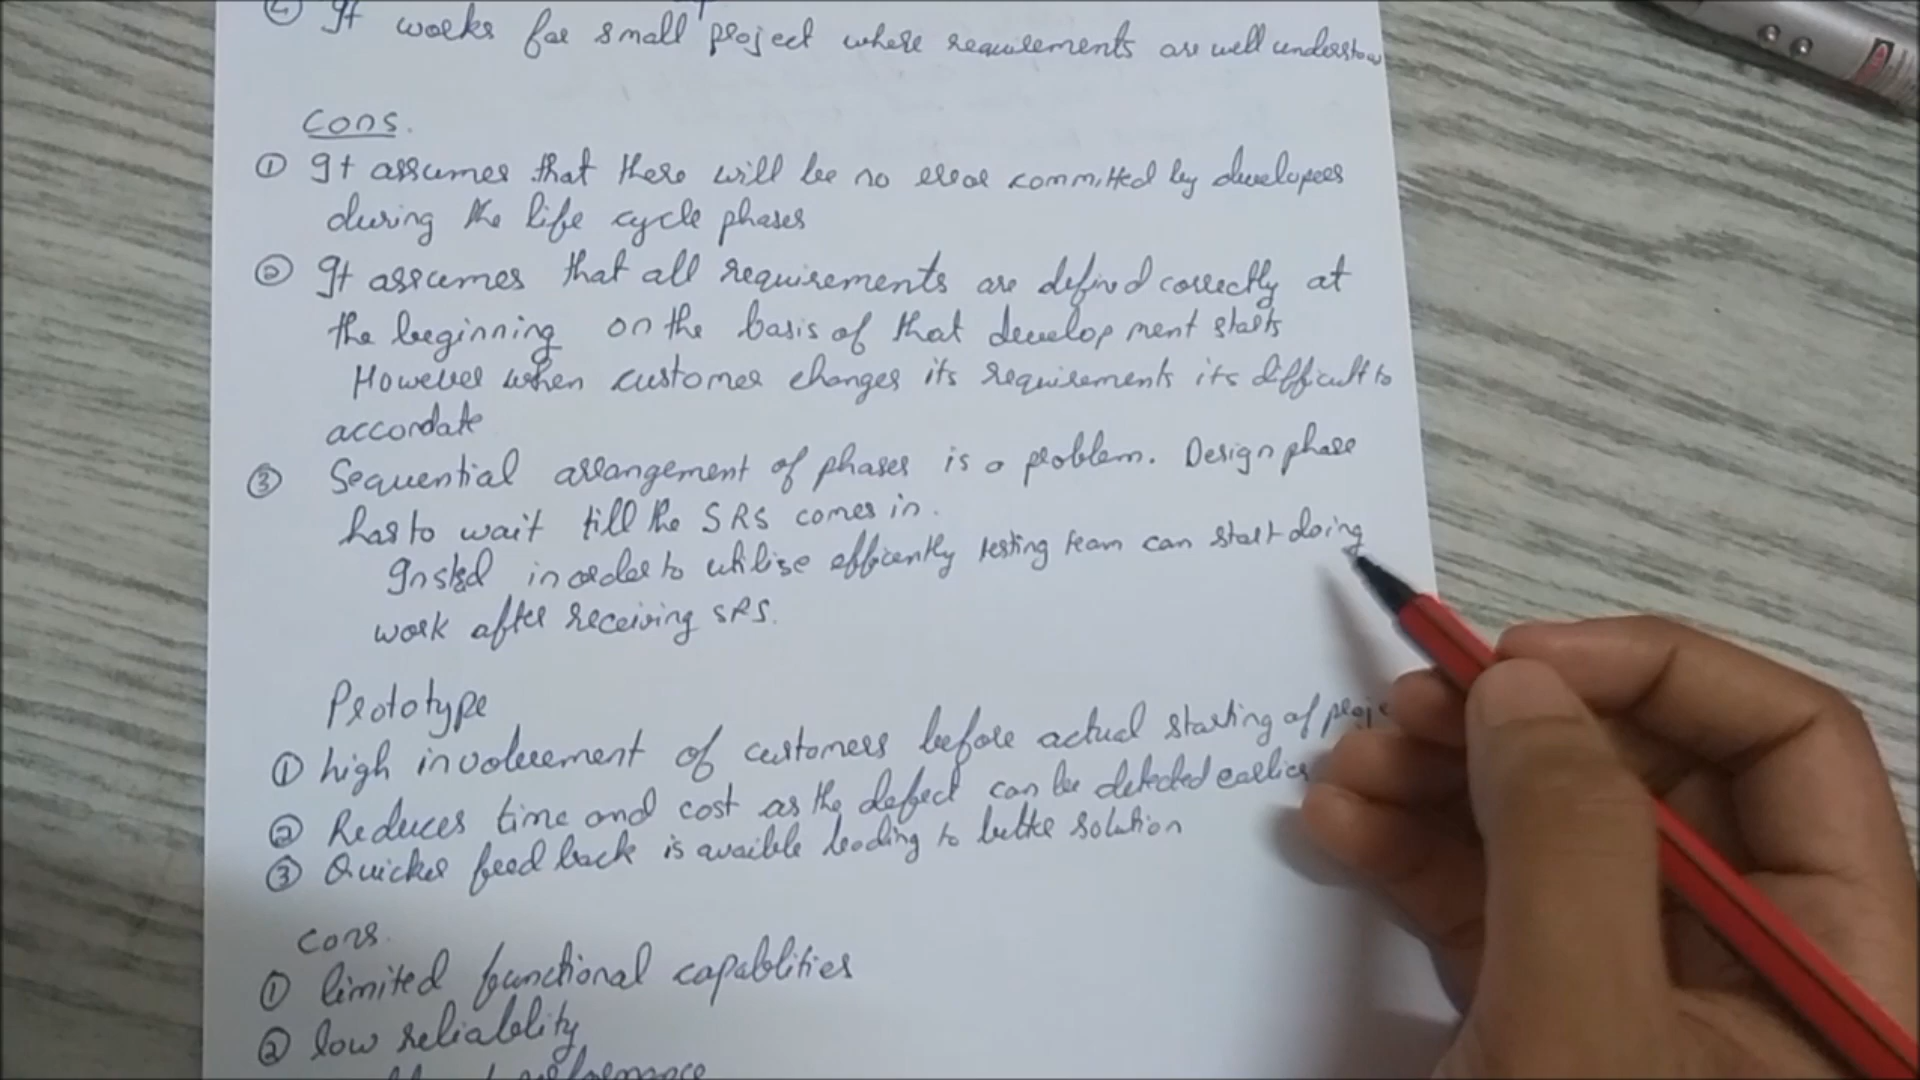 ② It works for small project where requirements are well understood
Cons.
① It assumes that there will be no error committed by developers
during the life cycle phases
② It assumes that all requirements are defined correctly at
the beginning on the basis of that development starts
However when customer changes its requirements its difficult to
accordate
③ Sequential arrangement of phases is a problem. Design phase
has to wait till the SRS comes in.
in order to utilise efficently testing team can start doing
work after receiving SRS.
Prototype
① high involvement of customers before actual starting of proje
② Reduces time and cost as the defect can be detected earlier
③ Quicker feed back is avaible leading to better solution
Cons.
① limited functional capablities
② low reliablity
performance